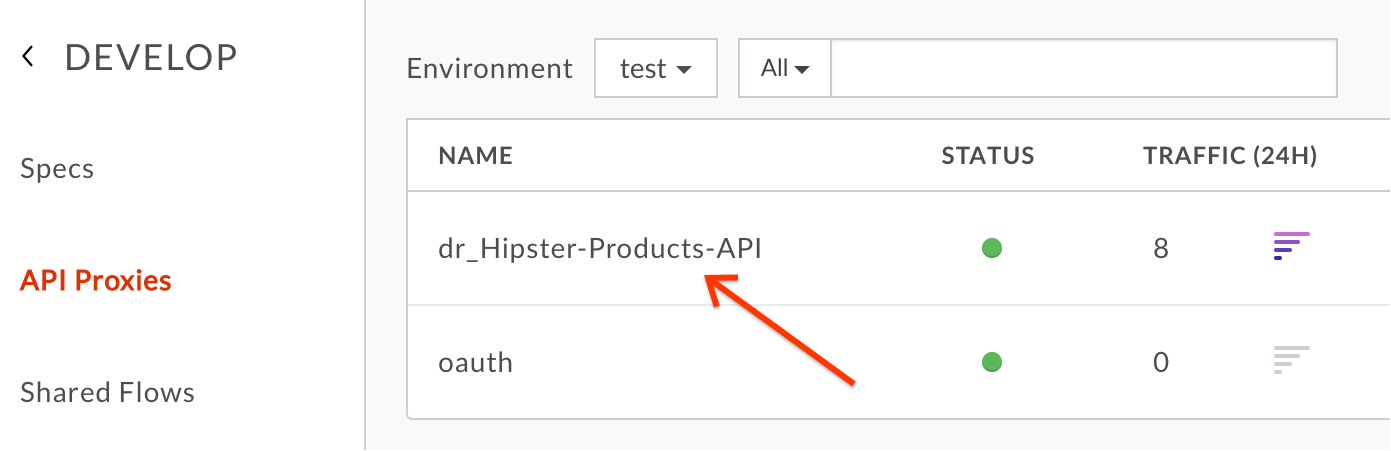 DEVELOP
Specs
API Proxies
Shared Flows
Environment test All
NAME STATUS TRAFFIC (24H)
dr_Hipster-Products-API 8
oauth 0